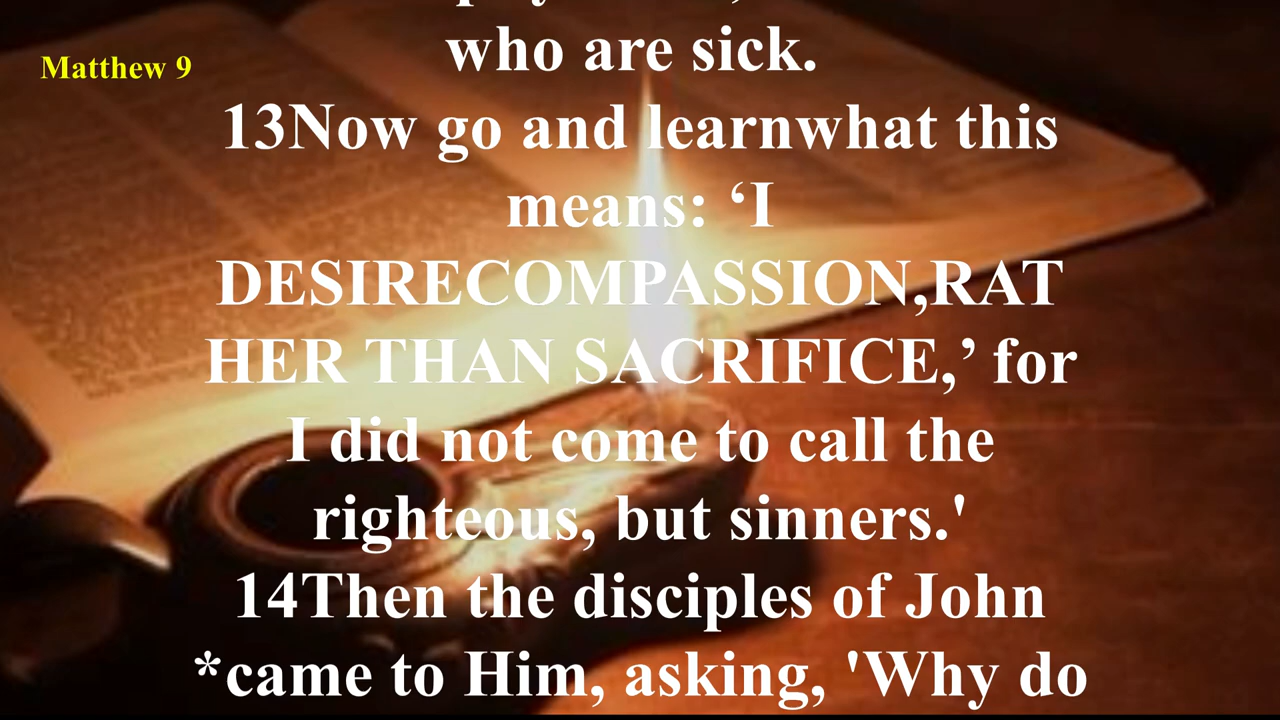 Matthew 9
who are sick.
13Now go and learnwhat this
means: ‘I
DESIRECOMPASSION,RAT
HER THAN SACRIFICE,’ for
I did not come to call the
righteous, but sinners.'
14Then the disciples of John
*came to Him, asking, 'Why do